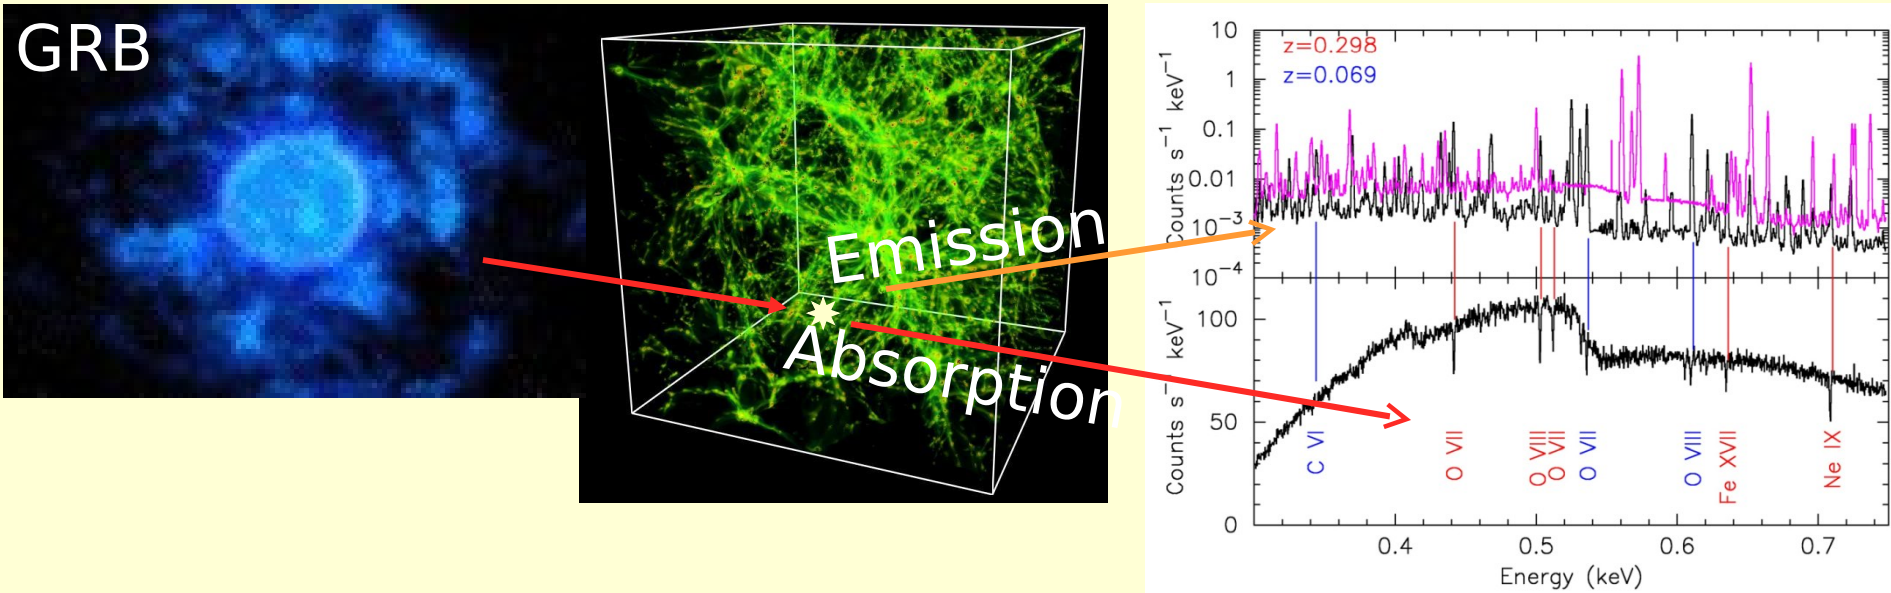 GRB
Emission
Absorption
z=0.298
z=0.069
10
1
0.1
0.01
10⁻³
10⁻⁴
Counts s⁻¹ keV⁻¹
100
50
0
Counts s⁻¹ keV⁻¹
C VI
O VII
O VIII
O VII
O VII
O VIII
Fe XVII
Ne IX
0.4 0.5 0.6 0.7
Energy (keV)